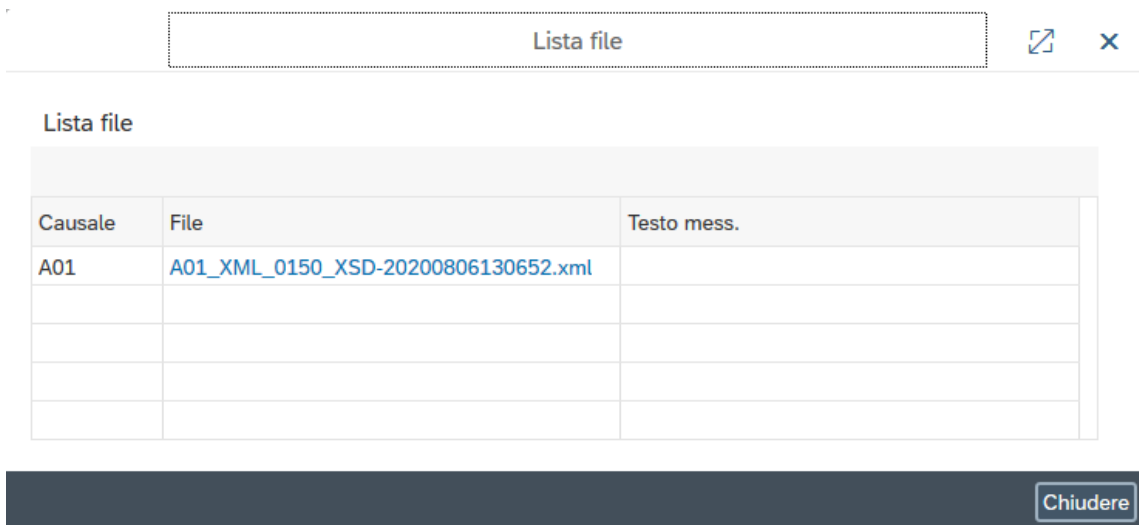 Lista file
Lista file
Causale File Testo mess.
A01 A01_XML_0150_XSD-20200806130652.xml
Chiudere